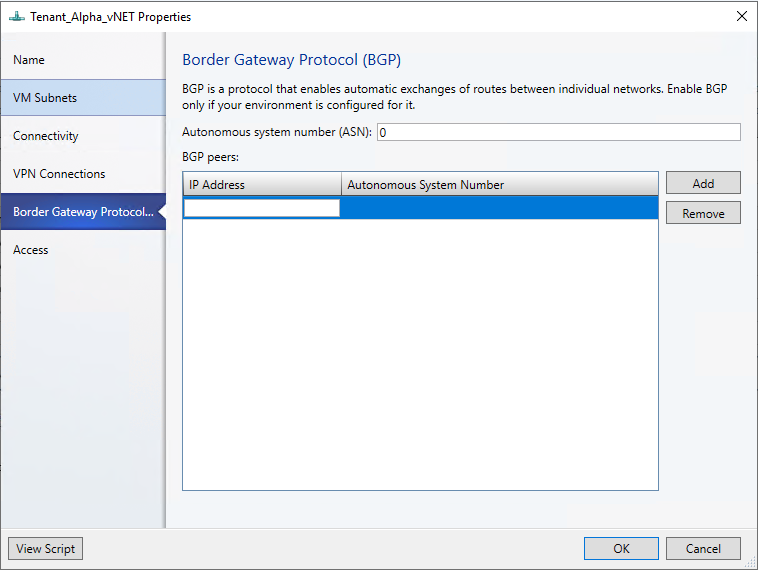 Tenant_Alpha_vNET Properties
Name
VM Subnets
Connectivity
VPN Connections
Border Gateway Protocol...
Access
Border Gateway Protocol (BGP)
BGP is a protocol that enables automatic exchanges of routes between individual networks. Enable BGP
only if your environment is configured for it.
Autonomous system number (ASN): 0
BGP peers:
IP Address Autonomous System Number
Add
Remove
View Script
OK
Cancel